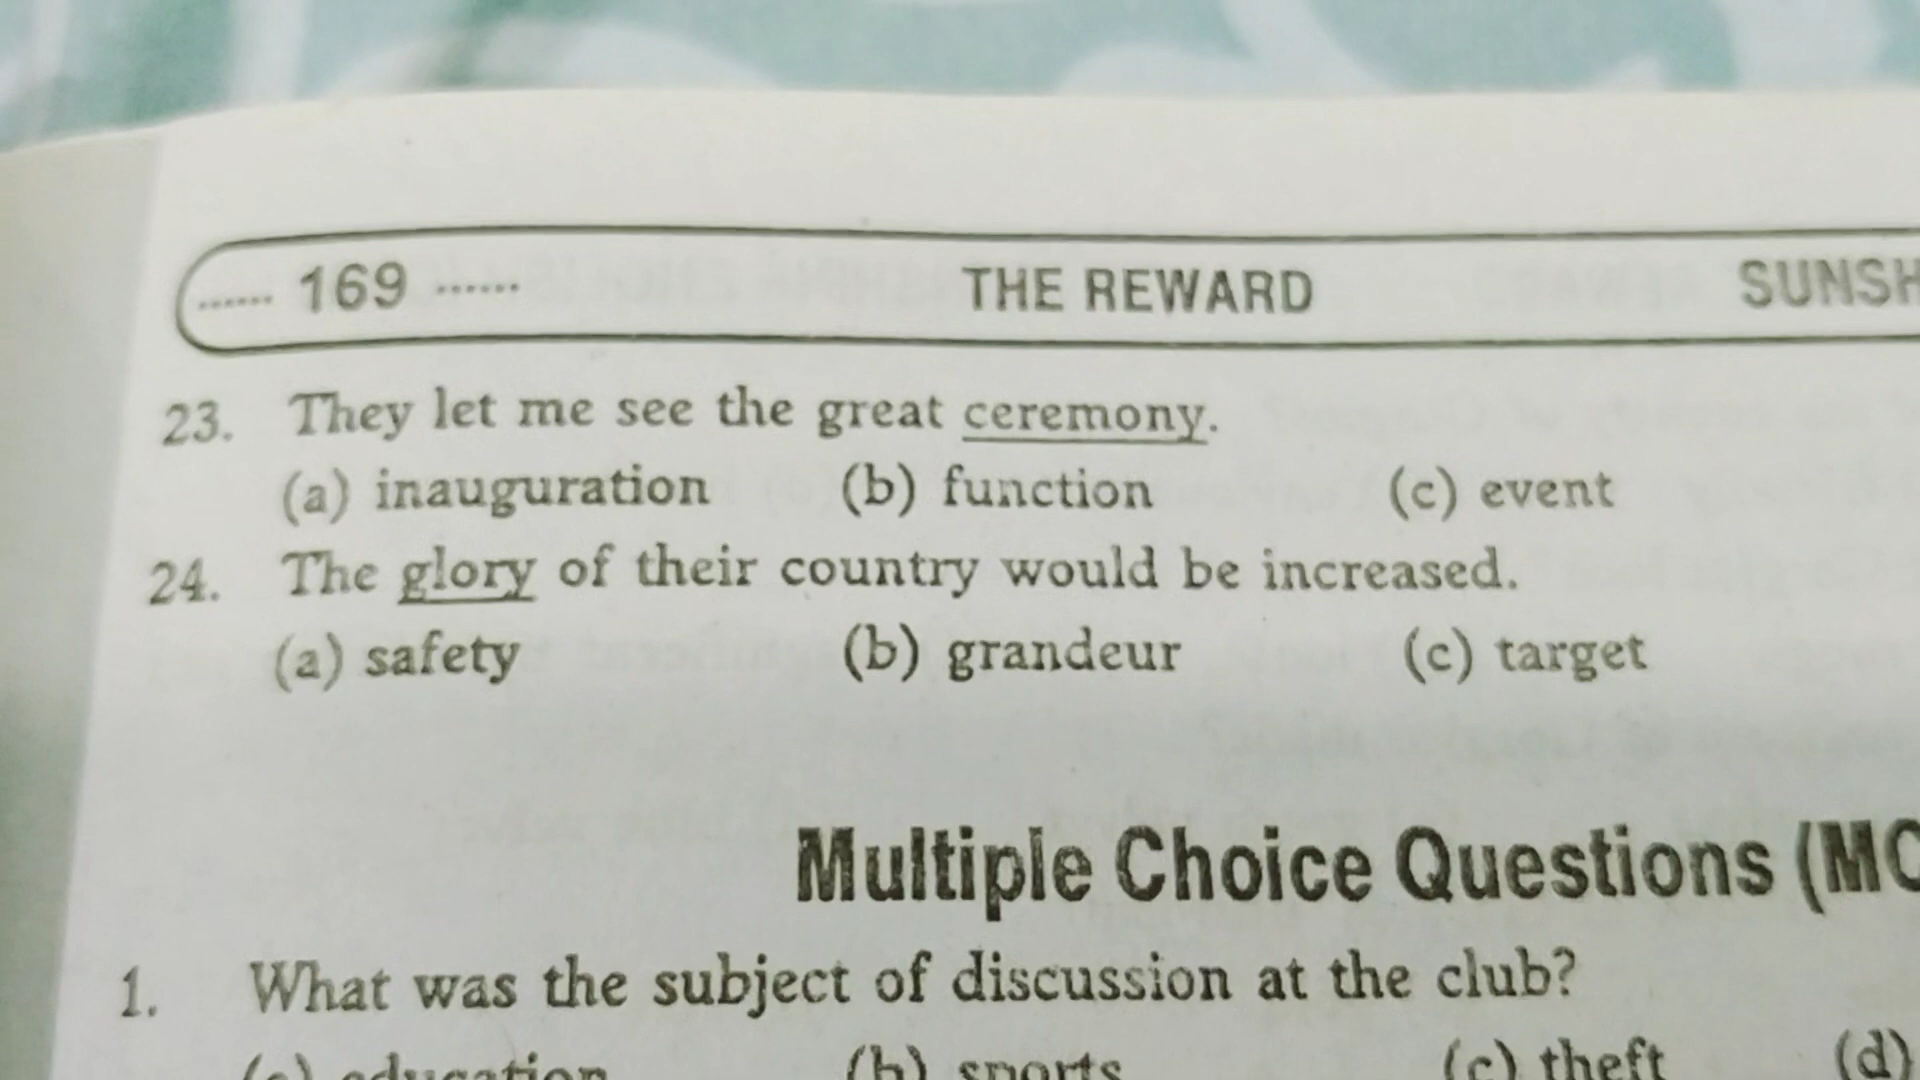 ...... 169 ...... THE REWARD
23. They let me see the great ceremony.
(a) inauguration (b) function (c) event
24. The glory of their country would be increased.
(a) safety (b) grandeur (c) target
Multiple Choice Questions
1. What was the subject of discussion at the club?
education (b) sports (c) theft (d)